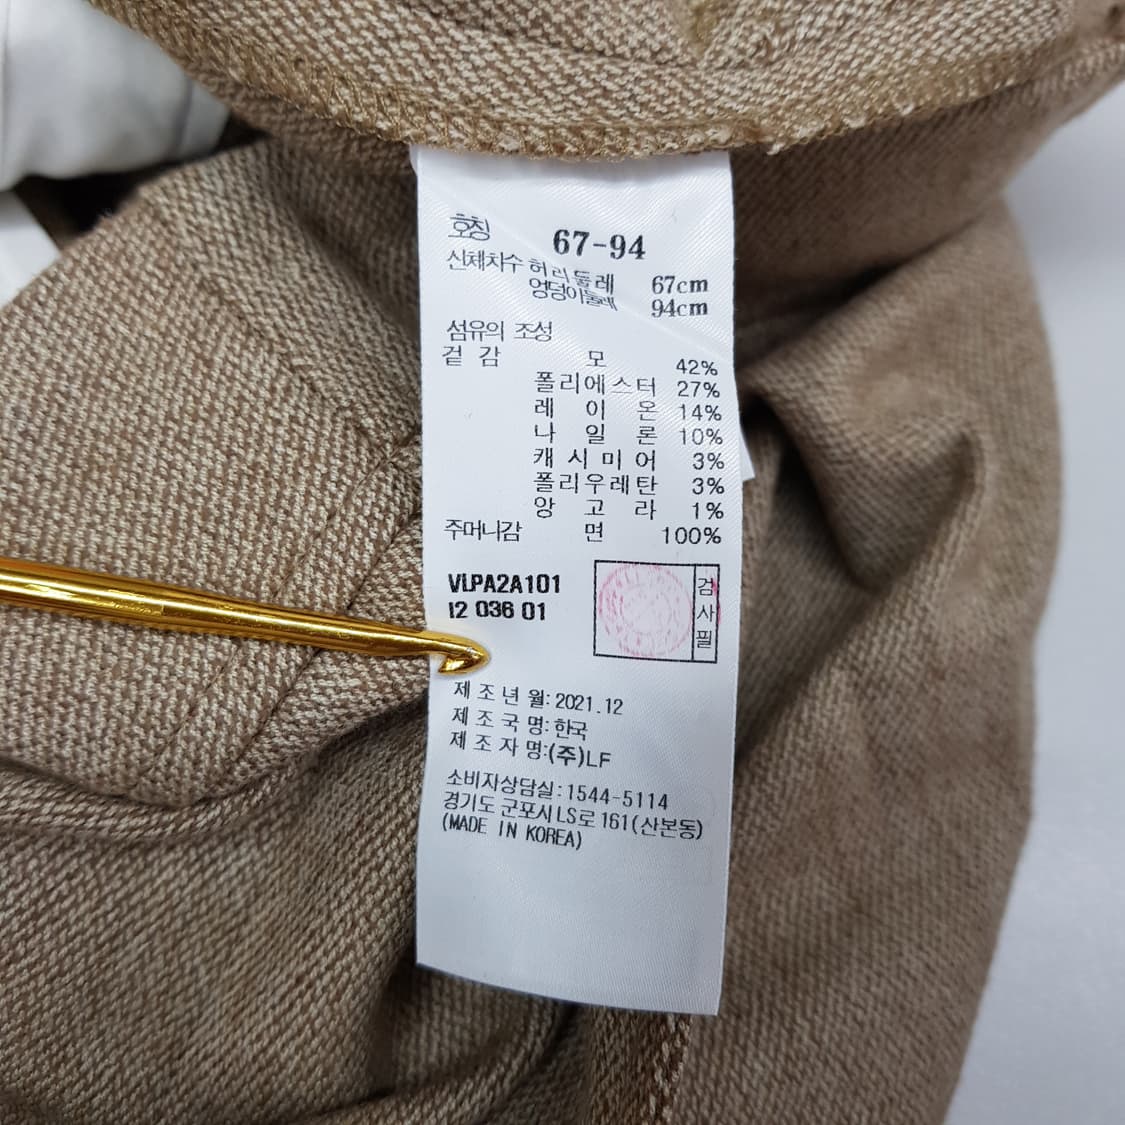 호칭 67-94
신체치수 허리둘레 67cm
엉덩이둘레 94cm
섬유의 조성
겉감 모 42%
폴리에스터 27%
레이온 14%
나일론 10%
캐시미어 3%
폴리우레탄 3%
앙고라 1%
주머니감 면 100%
VLPA2A101
I2 036 01
검사필
제조년월: 2021.12
제조국명: 한국
제조자명:(주)LF
소비자상담실:1544-5114
경기도 군포시 LS로 161(산본동)
(MADE IN KOREA)